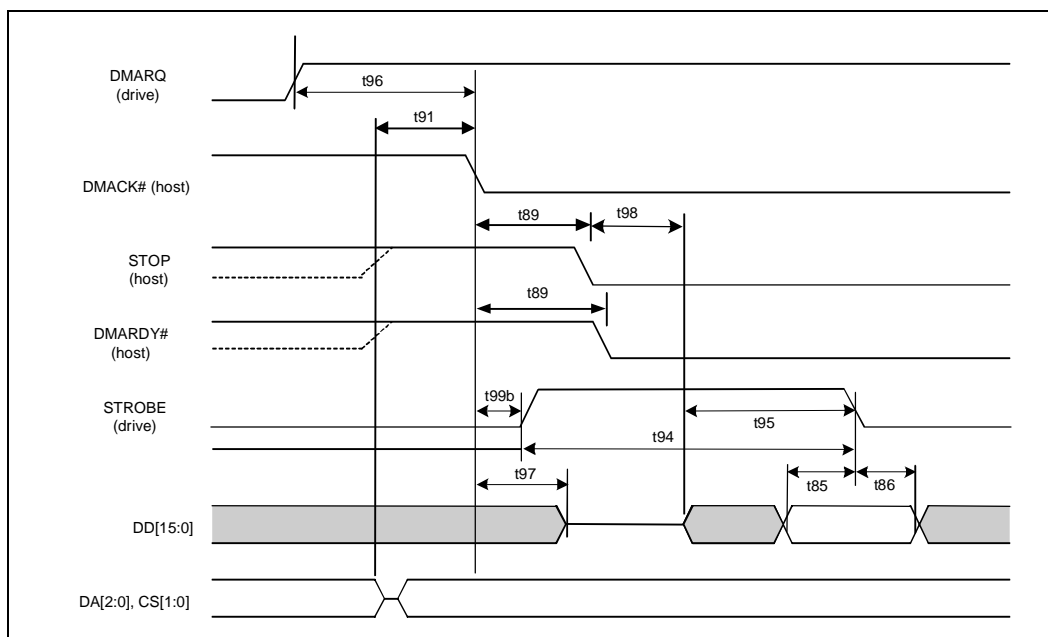 DMARQ
(drive)
t96
t91
DMACK# (host)
t89
t98
STOP
(host)
t89
DMARDY#
(host)
t99b
STROBE
(drive)
t95
t94
t97
t85
t86
DD[15:0]
DA[2:0], CS[1:0]